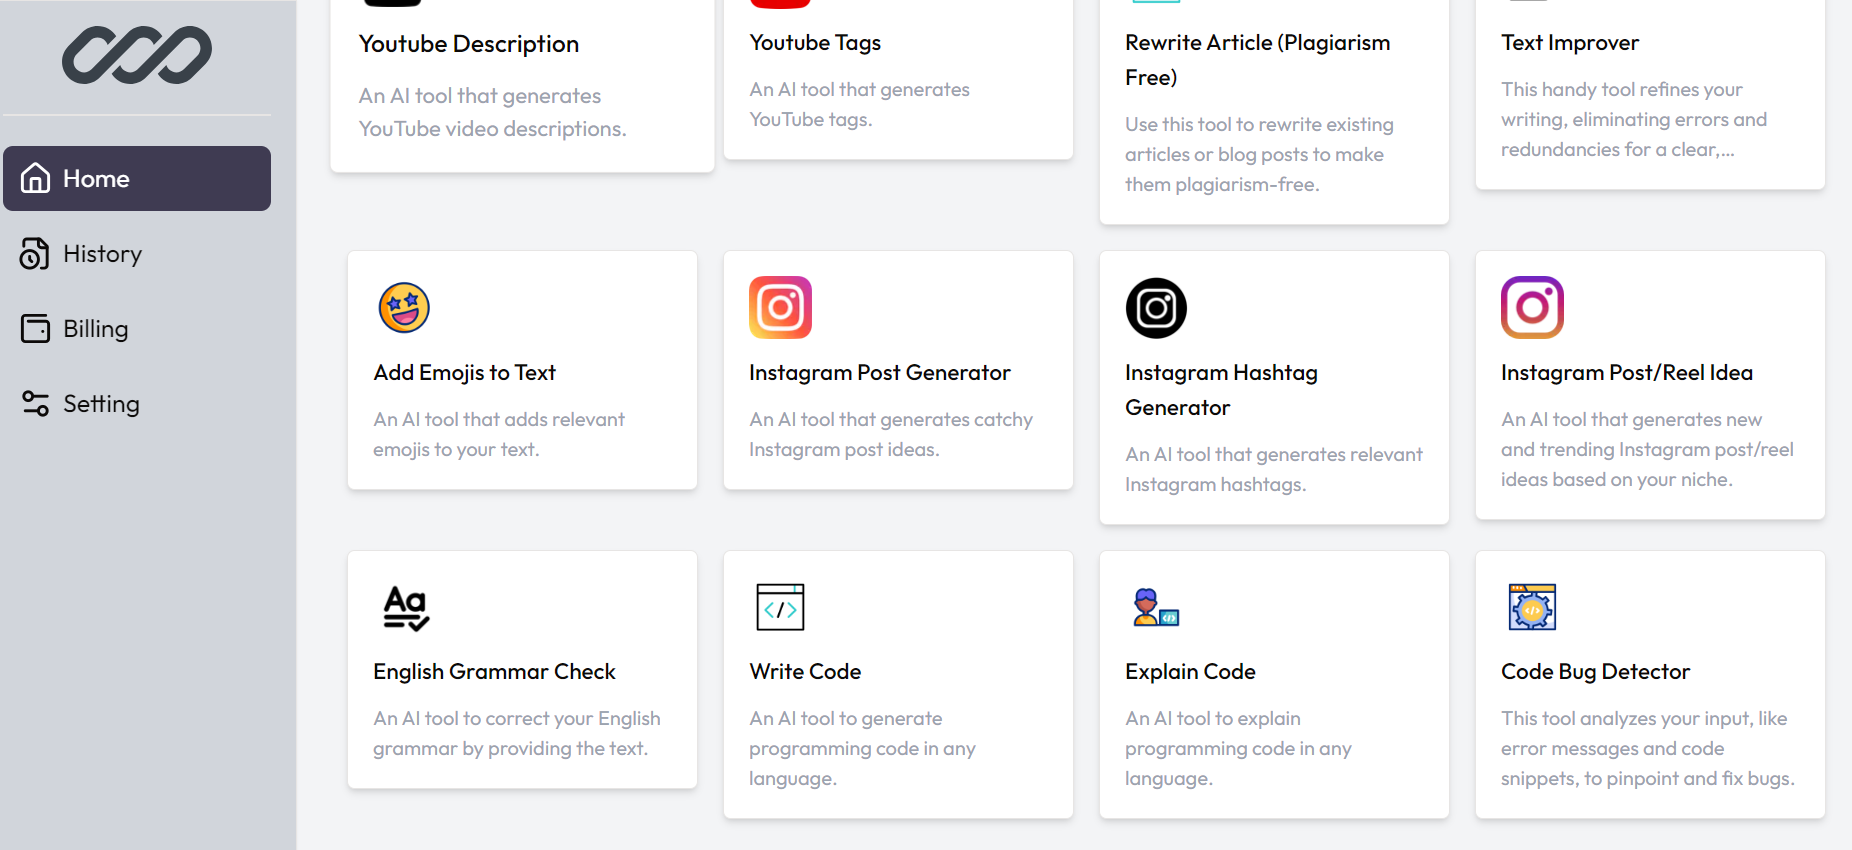 Home
History
Billing
Setting
Youtube Description
An AI tool that generates
YouTube video descriptions.
Youtube Tags
An AI tool that generates
YouTube tags.
Rewrite Article (Plagiarism
Free)
Use this tool to rewrite existing
articles or blog posts to make
them plagiarism-free.
Text Improver
This handy tool refines your
writing, eliminating errors and
redundancies for a clear,...
Add Emojis to Text
An AI tool that adds relevant
emojis to your text.
Instagram Post Generator
An AI tool that generates catchy
Instagram post ideas.
Instagram Hashtag
Generator
An AI tool that generates relevant
Instagram hashtags.
Instagram Post/Reel Idea
An AI tool that generates new
and trending Instagram post/reel
ideas based on your niche.
Aa
English Grammar Check
An AI tool to correct your English
grammar by providing the text.
</>
Write Code
An AI tool to generate
programming code in any
language.
</>
Explain Code
An AI tool to explain
programming code in any
language.
</>
Code Bug Detector
This tool analyzes your input, like
error messages and code
snippets, to pinpoint and fix bugs.